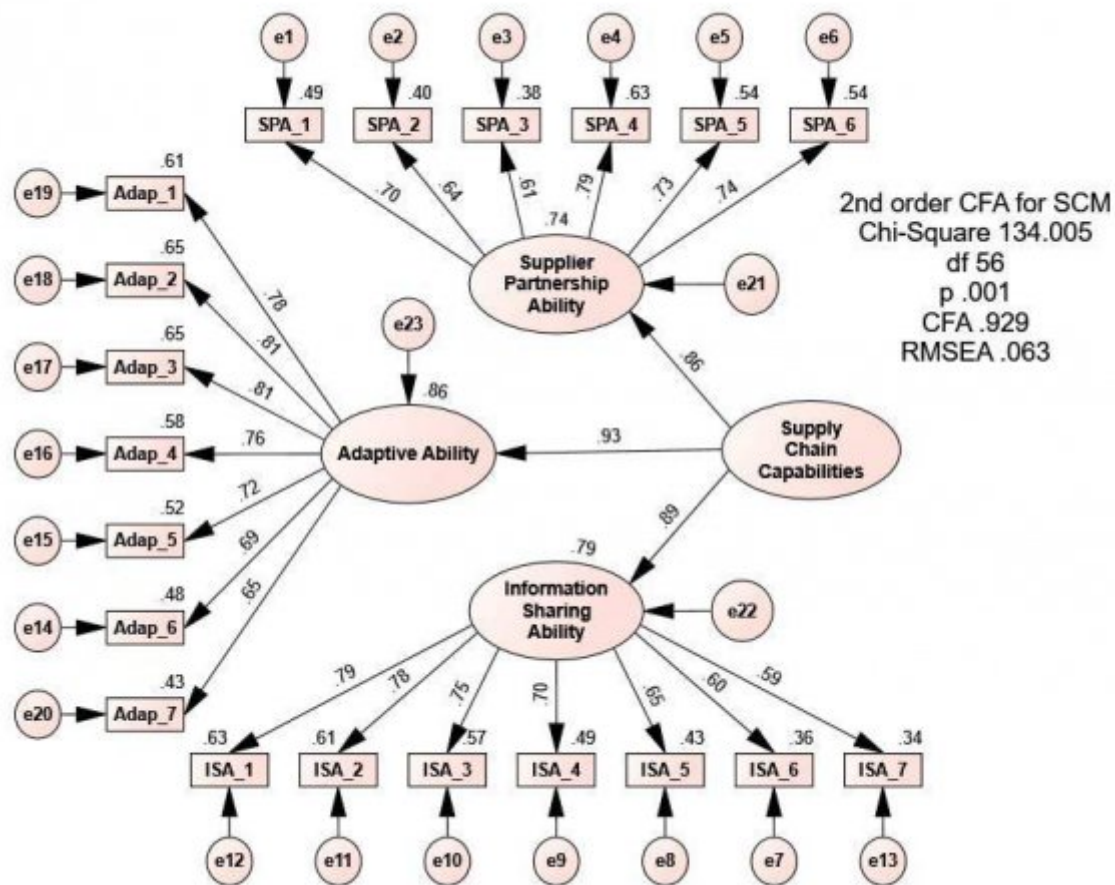 e1 e2 e3 e4 e5 e6
.49 .40 .38 .63 .54 .54
SPA_1 SPA_2 SPA_3 SPA_4 SPA_5 SPA_6
.70 .64 .61 .79 .73 .74
.74
Supplier
Partnership
Ability
e21
2nd order CFA for SCM
Chi-Square 134.005
df 56
p .001
CFA .929
RMSEA .063
.61
e19 Adap_1
.78
.65
e18 Adap_2
.81
.65
e17 Adap_3
.81
.58
e16 Adap_4
.76
.52
e15 Adap_5
.72
.48
e14 Adap_6
.69
.43
e20 Adap_7
.65
e23
.86
Adaptive Ability
.93
.86
Supply
Chain
Capabilities
.89
.79
Information
Sharing
Ability
e22
.79 .78 .75 .70 .65 .60 .59
.63 .61 .57 .49 .43 .36 .34
ISA_1 ISA_2 ISA_3 ISA_4 ISA_5 ISA_6 ISA_7
e12 e11 e10 e9 e8 e7 e13